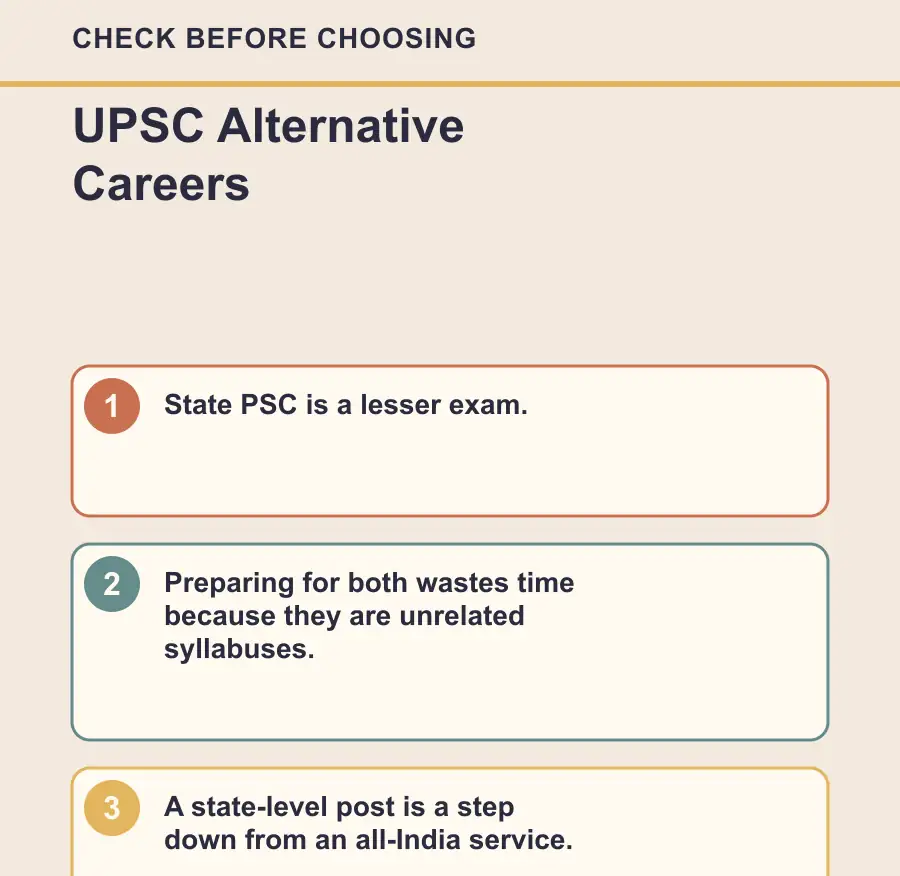 CHECK BEFORE CHOOSING
UPSC Alternative
Careers
1
State PSC is a lesser exam.
2
Preparing for both wastes time
because they are unrelated
syllabuses.
3
A state-level post is a step
down from an all-India service.